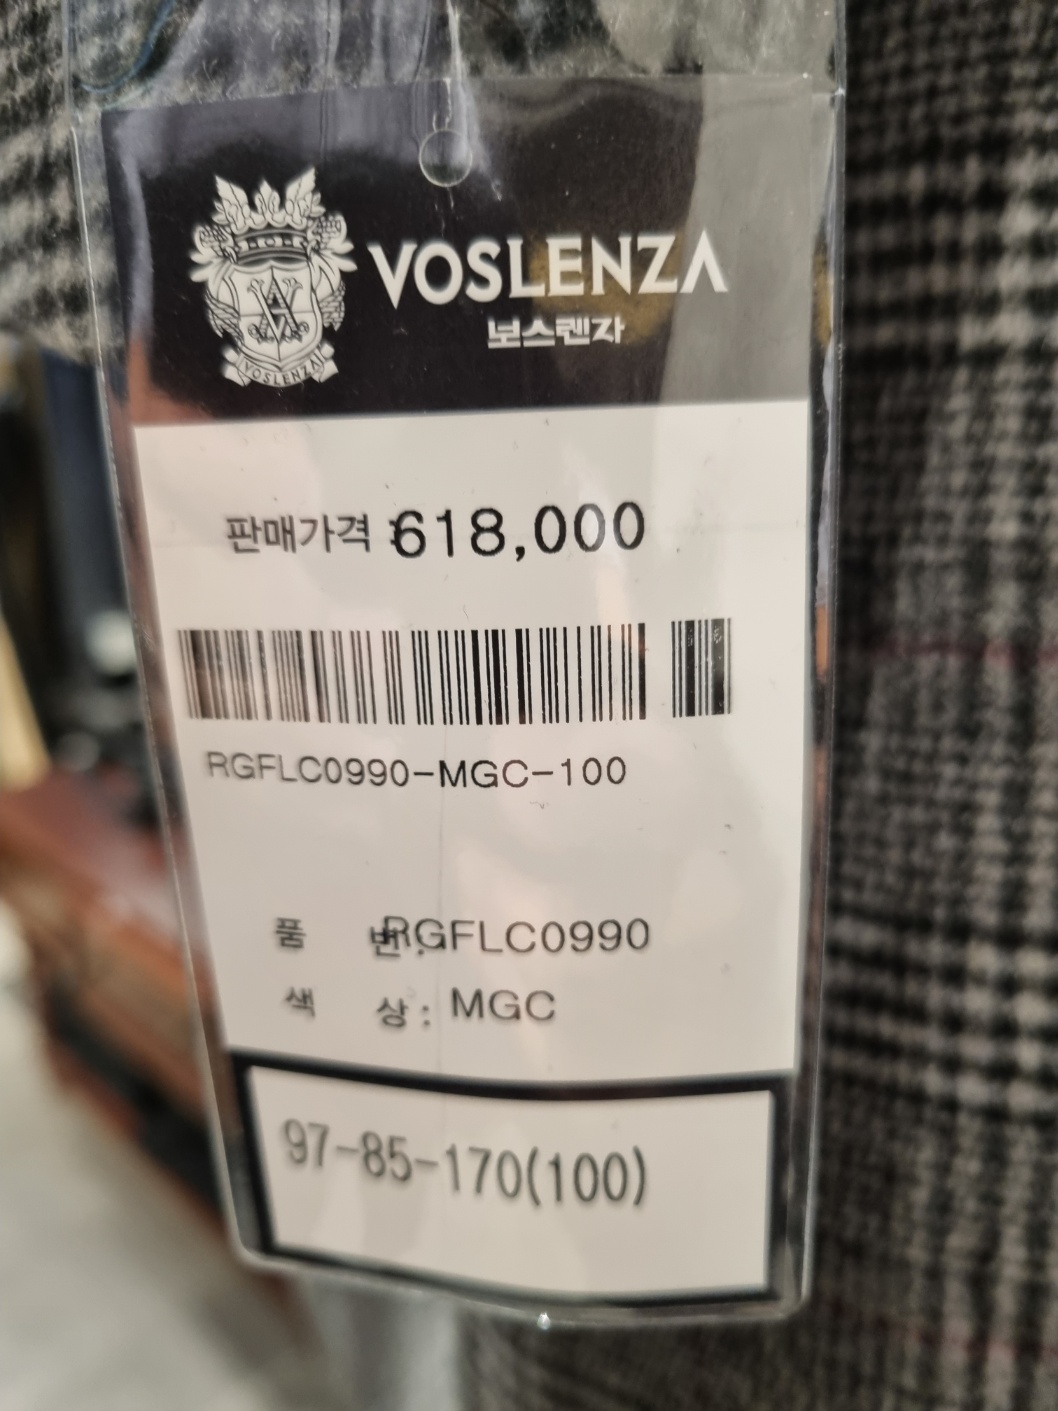 VOSLENZA
VOSLENZA
보스렌자
판매가격 :618,000
RGFLC0990-MGC-100
품 번:RGFLC0990
색 상: MGC
97-85-170(100)